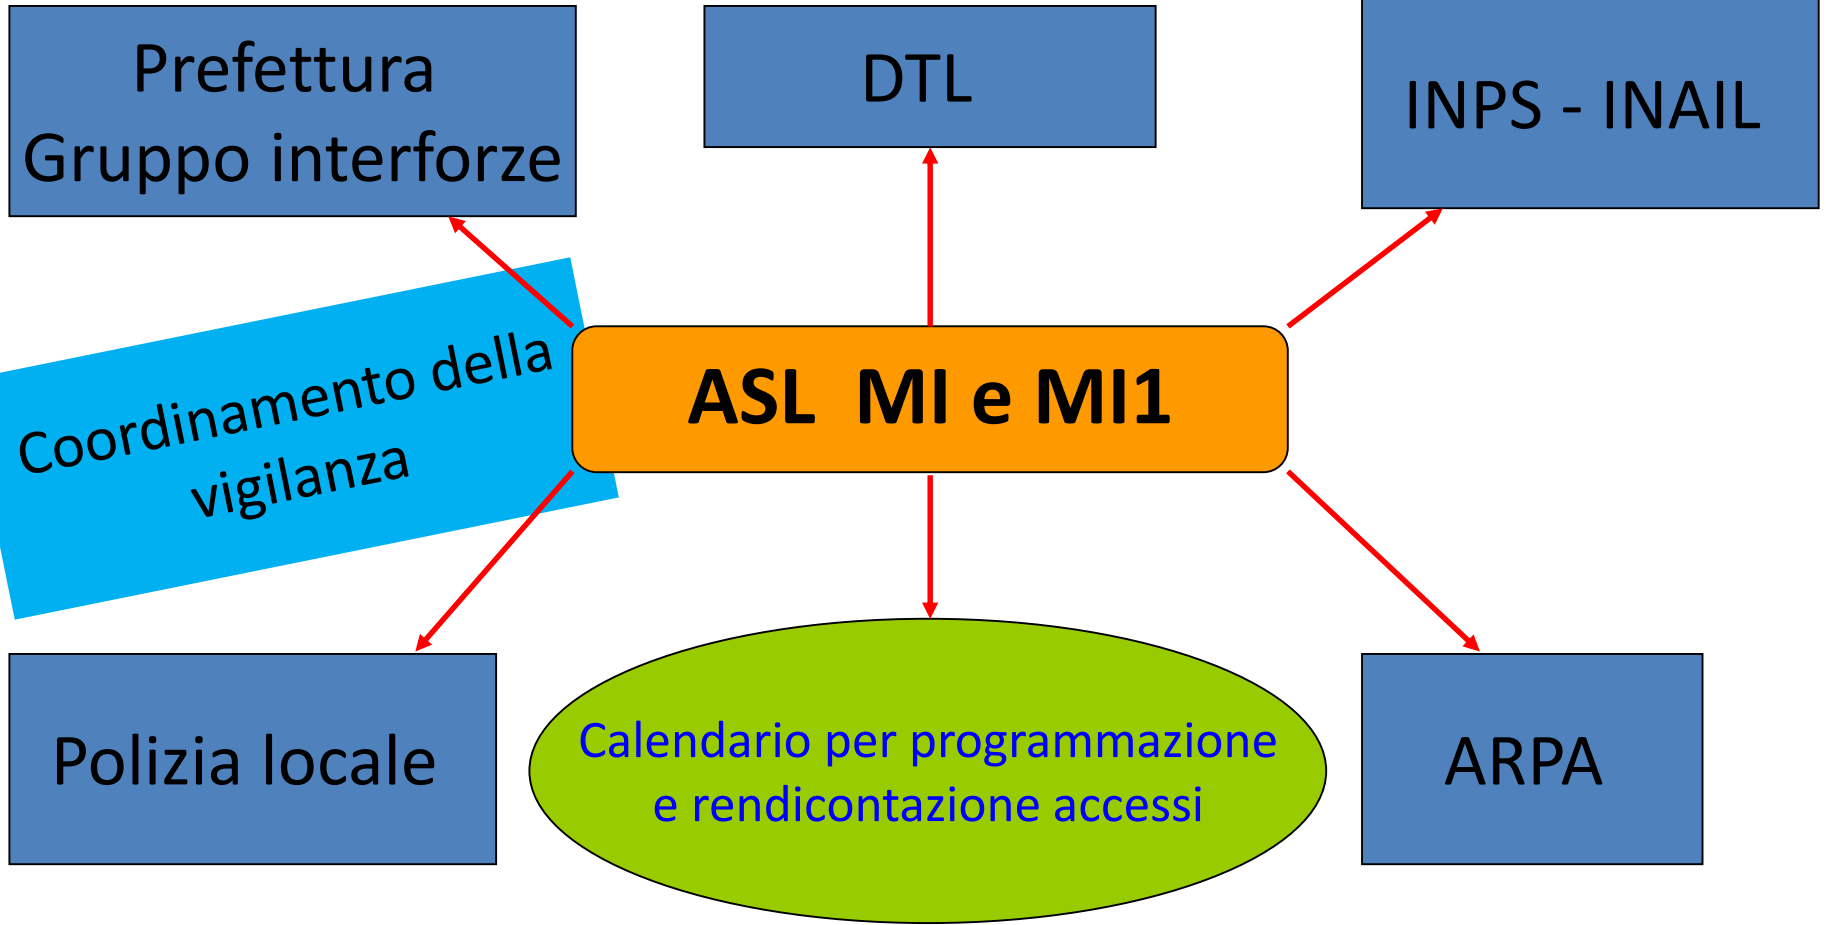 Prefettura
Gruppo interforze
DTL
INPS - INAIL
Coordinamento della
vigilanza
ASL  MI e MI1
Polizia locale
Calendario per programmazione
e rendicontazione accessi
ARPA